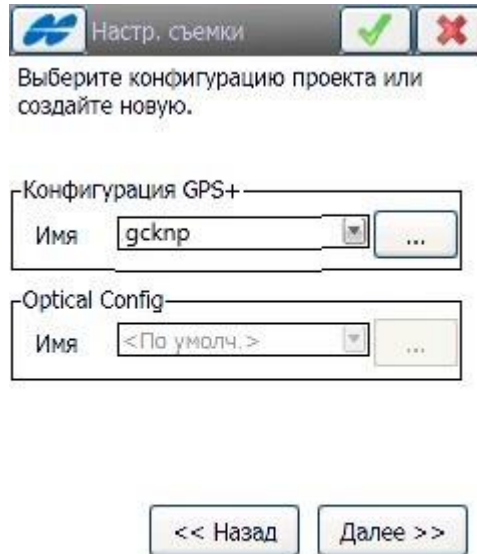 Настр. съемки
Выберите конфигурацию проекта или
создайте новую.
Конфигурация GPS+
Имя gcknp ...
Optical Config
Имя <По умолч.> ...
<< Назад Далее >>